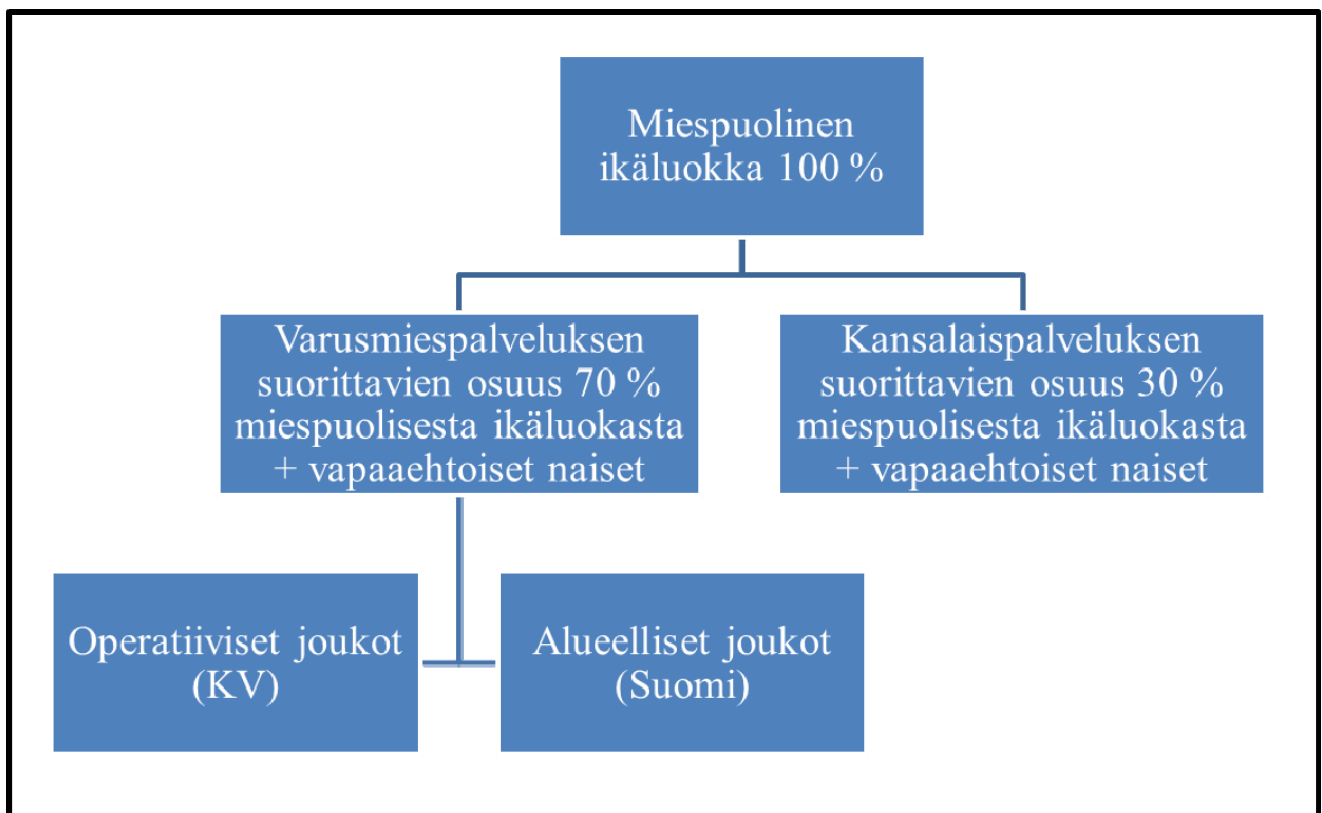 Miespuolinen
ikäluokka 100 %
Varusmiespalveluksen
suorittavien osuus 70 %
miespuolisesta ikäluokasta
+ vapaaehtoiset naiset
Kansalaispalveluksen
suorittavien osuus 30 %
miespuolisesta ikäluokasta
+ vapaaehtoiset naiset
Operatiiviset joukot
(KV)
Alueelliset joukot
(Suomi)